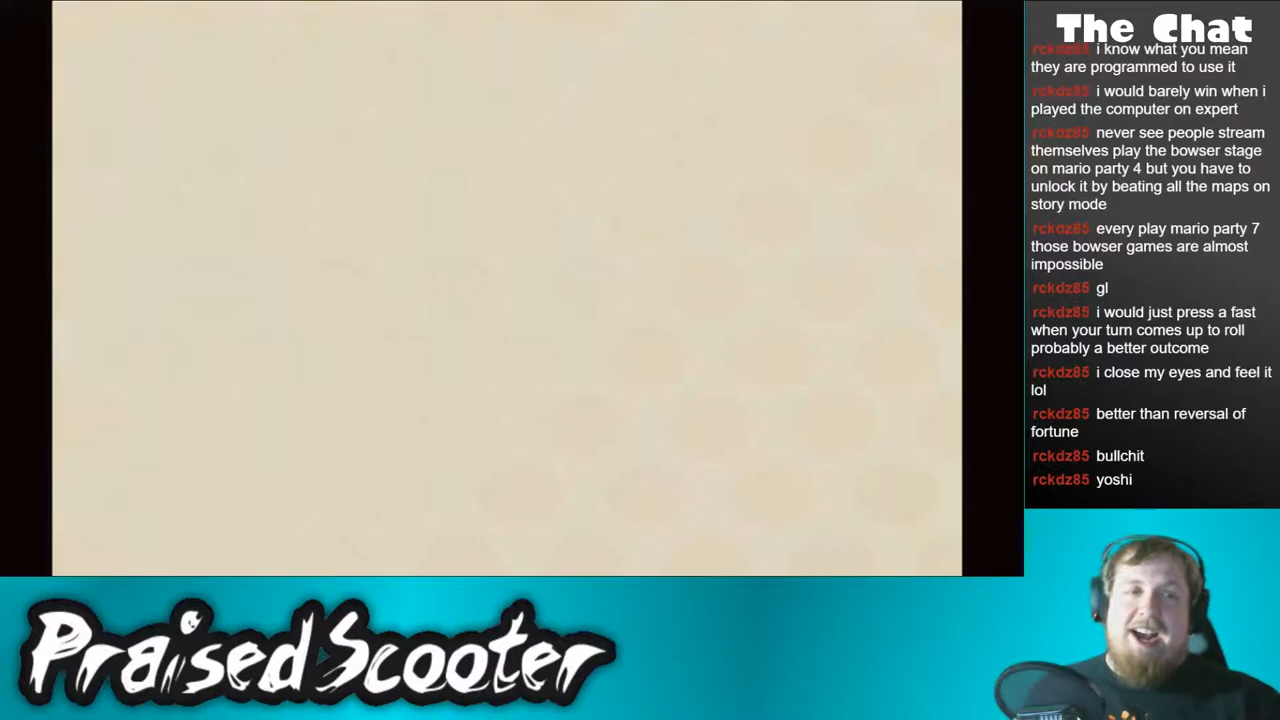 The Chat
rckdz85 i know what you mean
they are programmed to use it
rckdz85 i would barely win when i
played the computer on expert
rckdz85 never see people stream
themselves play the bowser stage
on mario party 4 but you have to
unlock it by beating all the maps on
story mode
rckdz85 every play mario party 7
those bowser games are almost
impossible
rckdz85 gl
rckdz85 i would just press a fast
when your turn comes up to roll
probably a better outcome
rckdz85 i close my eyes and feel it
lol
rckdz85 better than reversal of
fortune
rckdz85 bullchit
rckdz85 yoshi
PraisedScooter